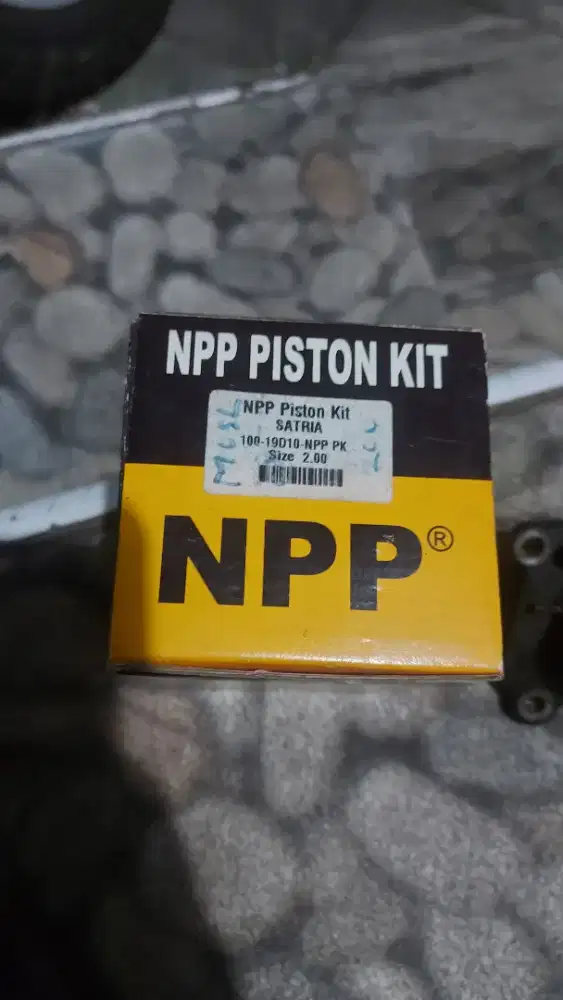 NPP PISTON KIT
NPP Piston Kit
SATRIA
100-19D10-NPP PK
Size 2.00
NPP®